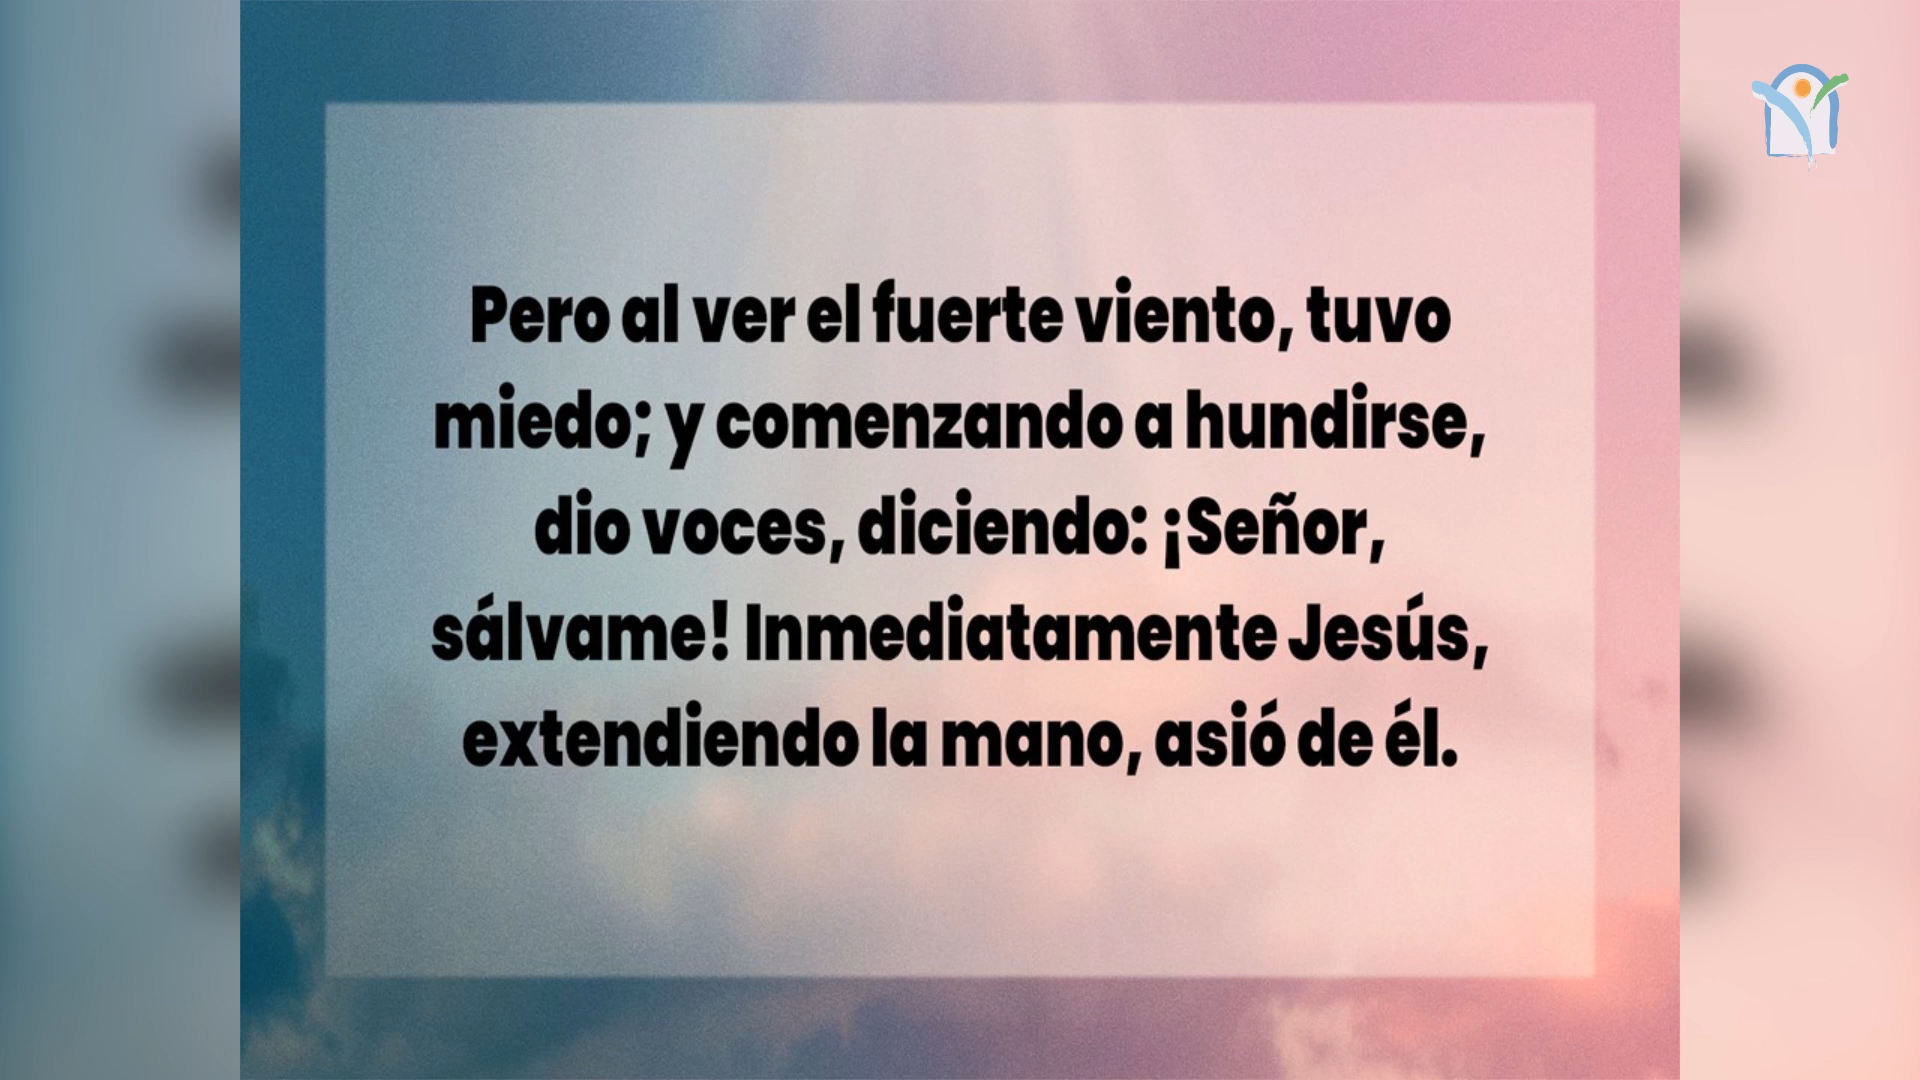 Pero al ver el fuerte viento, tuvo
miedo; y comenzando a hundirse,
dio voces, diciendo: ¡Señor,
sálvame! Inmediatamente Jesús,
extendiendo la mano, asió de él.